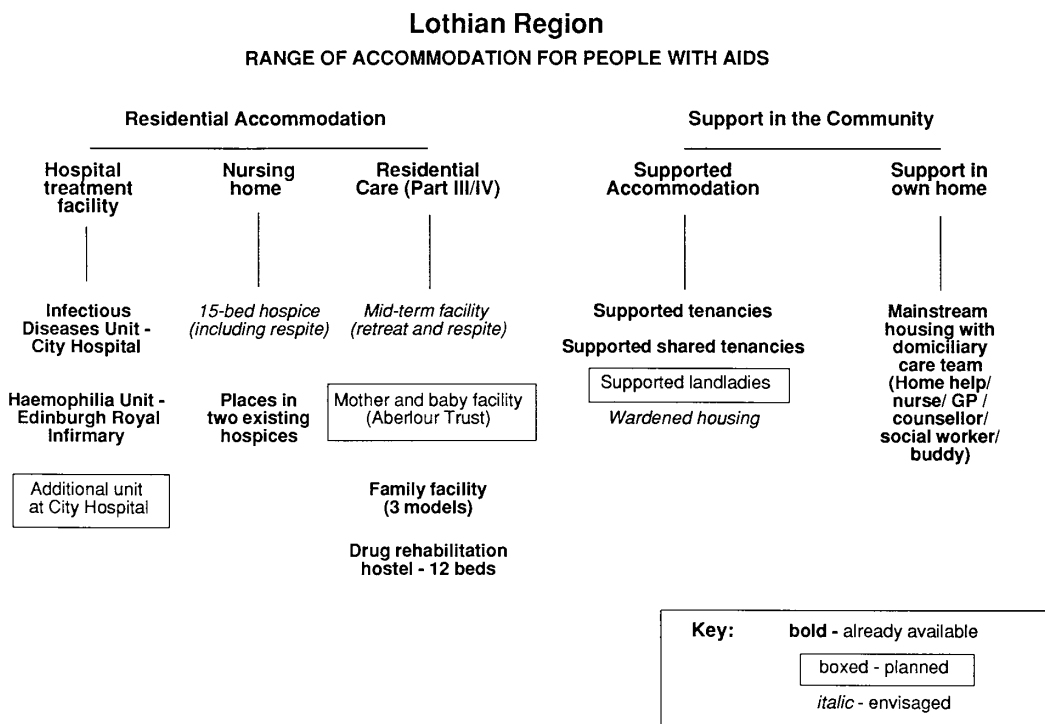 Lothian Region
RANGE OF ACCOMMODATION FOR PEOPLE WITH AIDS
Residential Accommodation
Hospital
treatment
facility
Infectious
Diseases Unit -
City Hospital
Haemophilia Unit -
Edinburgh Royal
Infirmary
Additional unit
at City Hospital
Nursing
home
15-bed hospice
(including respite)
Places in
two existing
hospices
Residential
Care (Part III/IV)
Mid-term facility
(retreat and respite)
Mother and baby facility
(Aberlour Trust)
Family facility
(3 models)
Drug rehabilitation
hostel - 12 beds
Support in the Community
Supported
Accommodation
Supported tenancies
Supported shared tenancies
Supported landladies
Wardened housing
Support in
own home
Mainstream
housing with
domiciliary
care team
(Home help/
nurse/ GP /
counsellor/
social worker/
buddy)
Key: bold - already available
boxed - planned
italic - envisaged